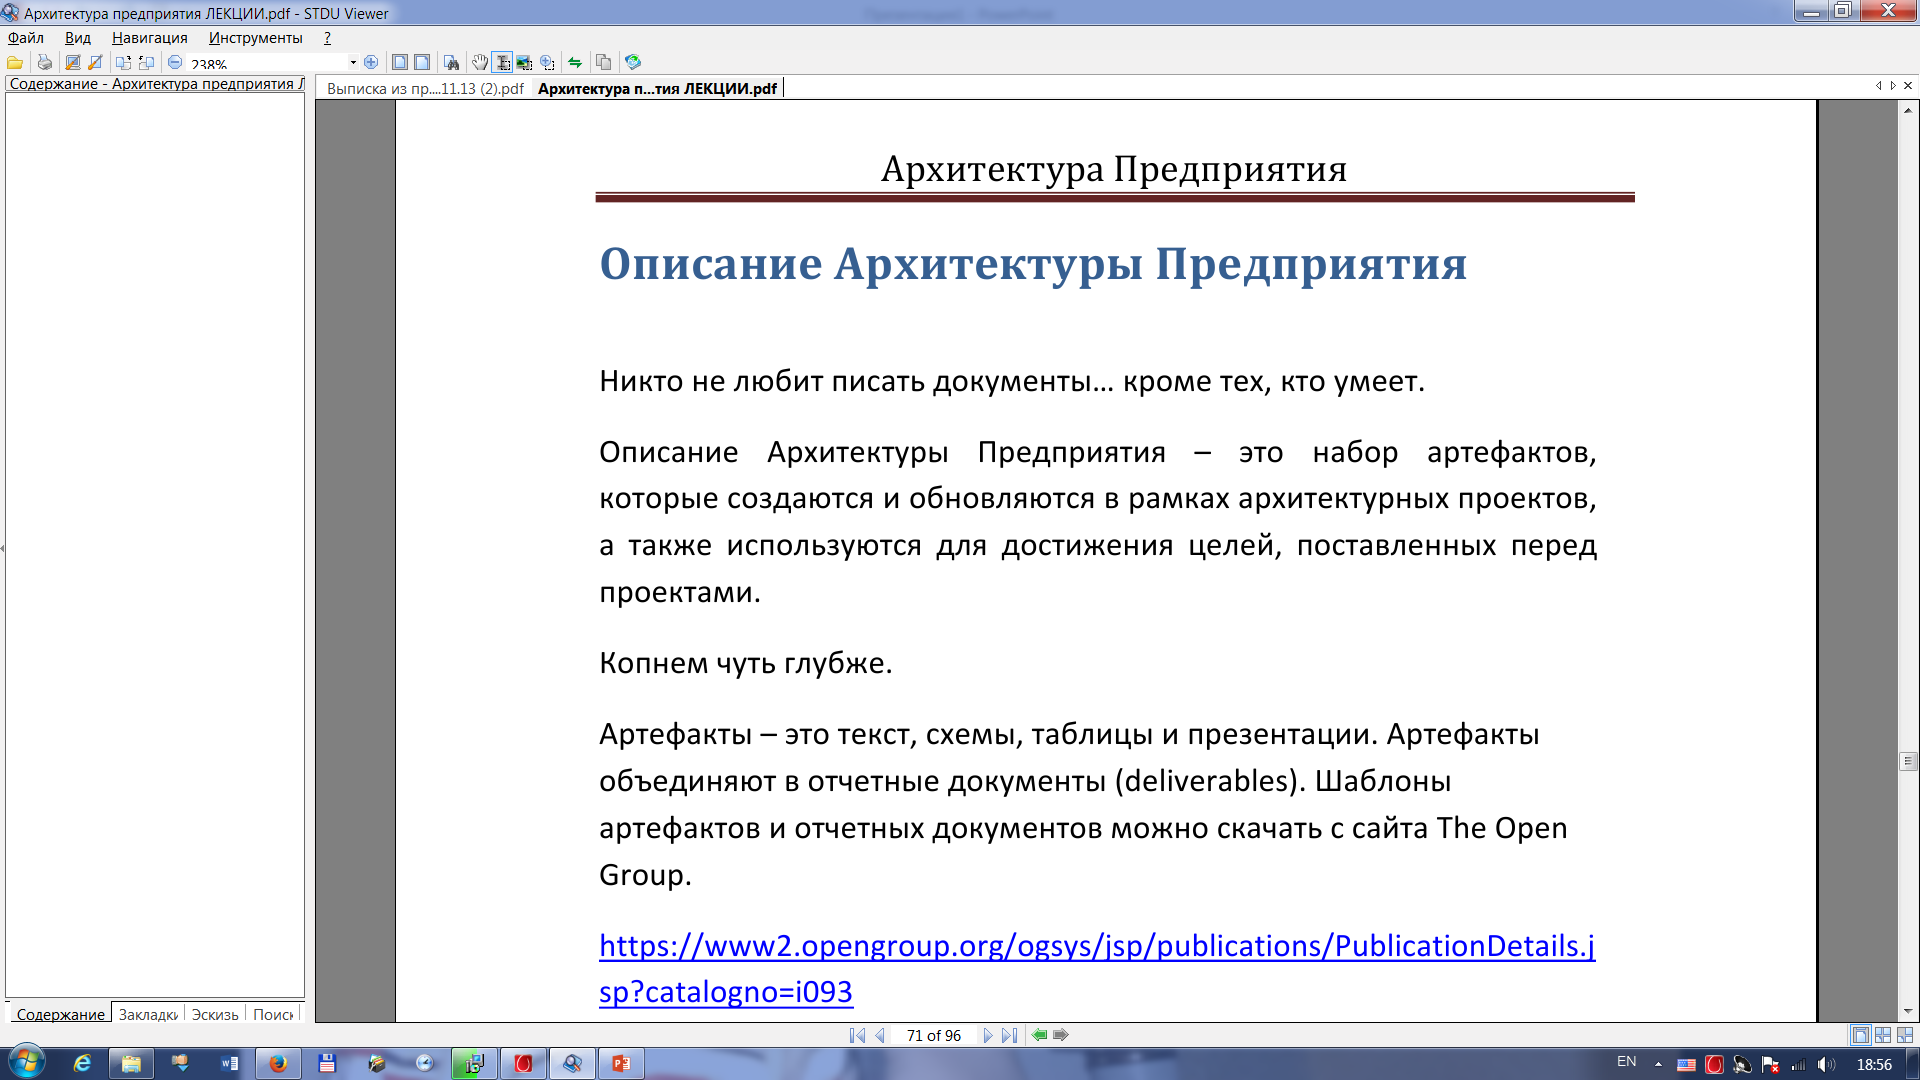 Архитектура предприятия ЛЕКЦИИ.pdf - STDU Viewer
Файл Вид Навигация Инструменты ?
238%
Содержание - Архитектура предприятия Л
Выписка из пр....11.13 (2).pdf Архитектура п...тия ЛЕКЦИИ.pdf
Архитектура Предприятия
Описание Архитектуры Предприятия
Никто не любит писать документы... кроме тех, кто умеет.
Описание Архитектуры Предприятия – это набор артефактов,
которые создаются и обновляются в рамках архитектурных проектов,
а также используются для достижения целей, поставленных перед
проектами.
Копнем чуть глубже.
Артефакты – это текст, схемы, таблицы и презентации. Артефакты
объединяют в отчетные документы (deliverables). Шаблоны
артефактов и отчетных документов можно скачать с сайта The Open
Group.
https://www2.opengroup.org/ogsys/jsp/publications/PublicationDetails.j
sp?catalogno=i093
Содержание Закладки Эскизь Поиск
71 of 96
EN 18:56